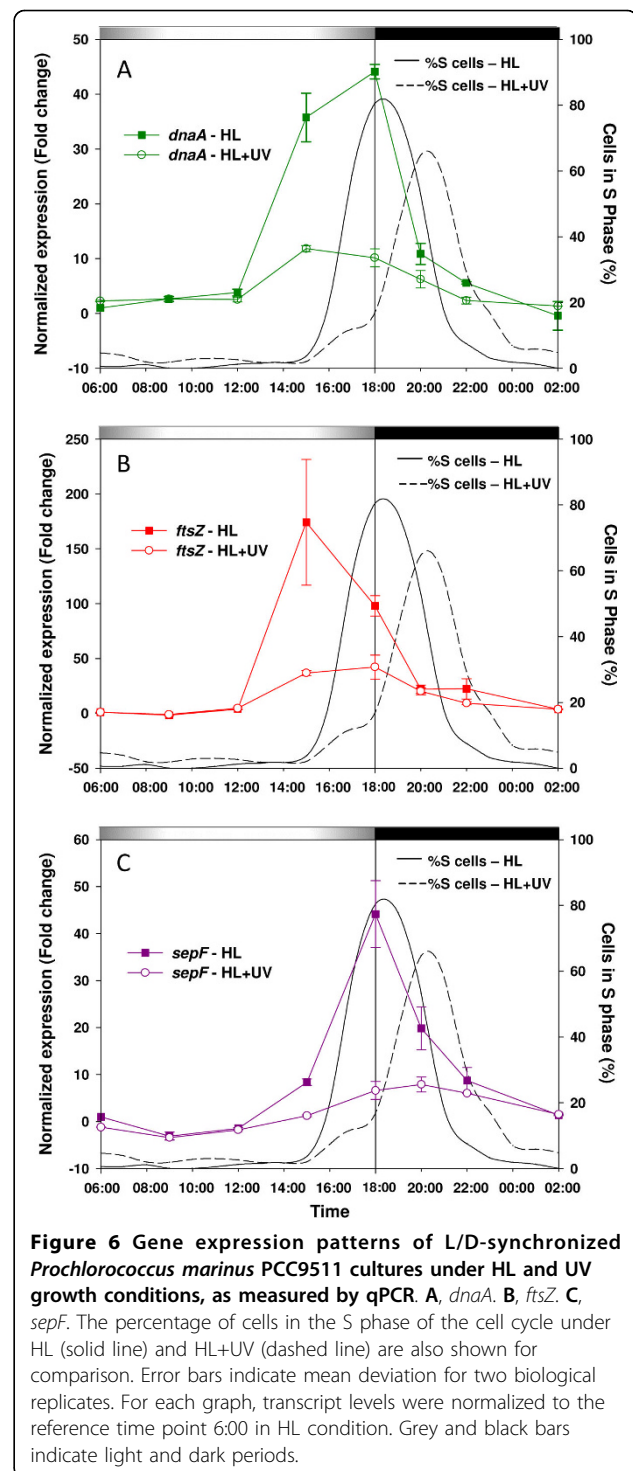 A
%S cells – HL
%S cells – HL+UV
dnaA - HL
dnaA - HL+UV
Normalized expression (Fold change)
50
40
30
20
10
0
-10
Cells in S Phase (%)
100
80
60
40
20
0
06:00 08:00 10:00 12:00 14:00 16:00 18:00 20:00 22:00 00:00 02:00
B
%S cells – HL
%S cells – HL+UV
ftsZ - HL
ftsZ - HL+UV
Normalized expression (Fold change)
250
200
150
100
50
0
-50
Cells in S Phase (%)
100
80
60
40
20
0
06:00 08:00 10:00 12:00 14:00 16:00 18:00 20:00 22:00 00:00 02:00
C
%S cells – HL
%S cells – HL+UV
sepF - HL
sepF - HL+UV
Normalized expression (Fold change)
60
50
40
30
20
10
0
-10
Cells in S phase (%)
100
80
60
40
20
0
06:00 08:00 10:00 12:00 14:00 16:00 18:00 20:00 22:00 00:00 02:00
Time
Figure 6 Gene expression patterns of L/D-synchronized
Prochlorococcus marinus PCC9511 cultures under HL and UV
growth conditions, as measured by qPCR. A, dnaA. B, ftsZ. C,
sepF. The percentage of cells in the S phase of the cell cycle under
HL (solid line) and HL+UV (dashed line) are also shown for
comparison. Error bars indicate mean deviation for two biological
replicates. For each graph, transcript levels were normalized to the
reference time point 6:00 in HL condition. Grey and black bars
indicate light and dark periods.